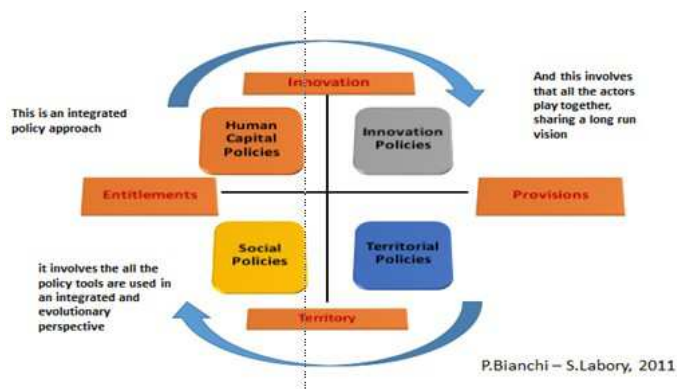 Innovation
This is an integrated
policy approach
And this involves
that all the actors
play together,
sharing a long run
vision
Human
Capital
Policies
Innovation
Policies
Entitlements
Provisions
Social
Policies
Territorial
Policies
it involves the all the
policy tools are used in
an integrated and
evolutionary
perspective
Territory
P.Bianchi – S.Labory, 2011